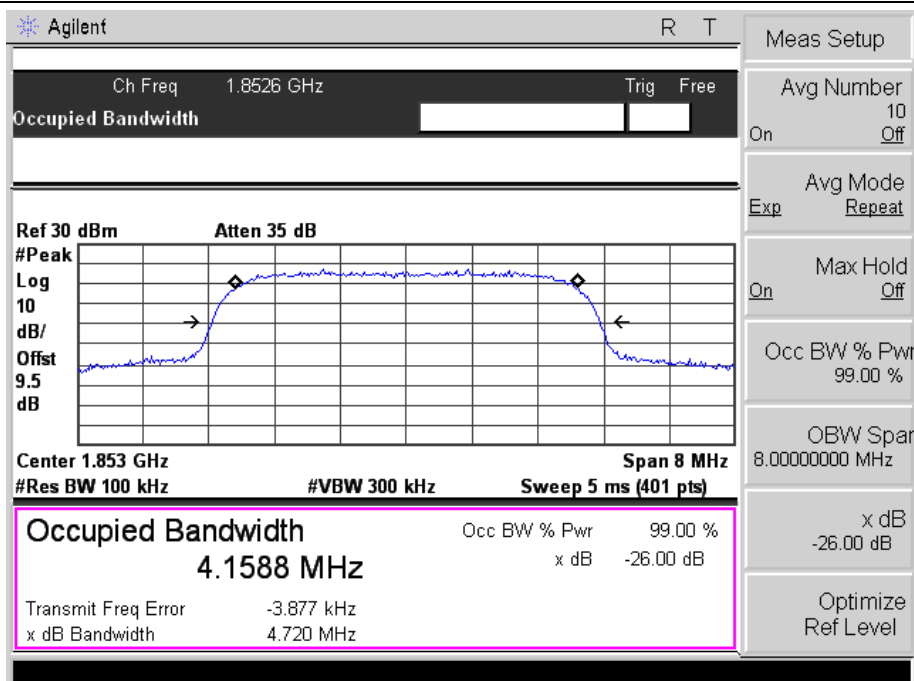 Agilent R T
Ch Freq 1.8526 GHz Trig Free
Occupied Bandwidth
Ref 30 dBm Atten 35 dB
#Peak
Log
10
dB/
Offst
9.5
dB
Center 1.853 GHz Span 8 MHz
#Res BW 100 kHz #VBW 300 kHz Sweep 5 ms (401 pts)
Occupied Bandwidth
4.1588 MHz
Occ BW % Pwr 99.00 %
x dB -26.00 dB
Transmit Freq Error -3.877 kHz
x dB Bandwidth 4.720 MHz
Meas Setup
Avg Number
10
On Off
Avg Mode
Exp Repeat
Max Hold
On Off
Occ BW % Pwr
99.00 %
OBW Spar
8.00000000 MHz
x dB
-26.00 dB
Optimize
Ref Level